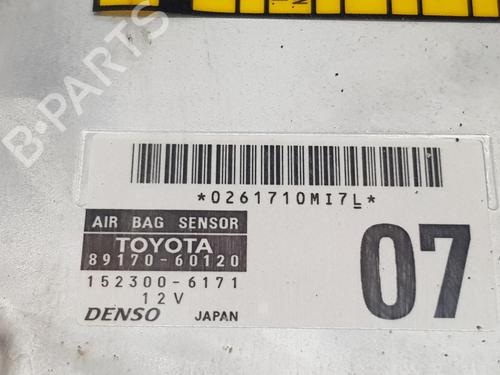 B-PARTS
*0261710MI7L*
AIR BAG SENSOR
TOYOTA
89170-60120
152300-6171
12V
DENSO JAPAN
07